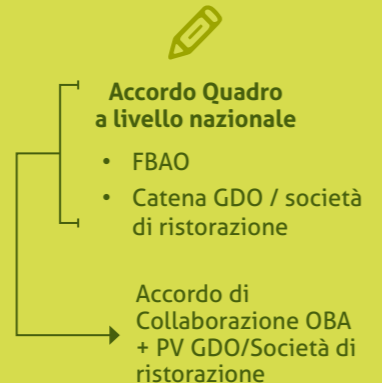 Accordo Quadro
a livello nazionale
• FBAO
• Catena GDO / società
di ristorazione
Accordo di
Collaborazione OBA
+ PV GDO/Società di
ristorazione